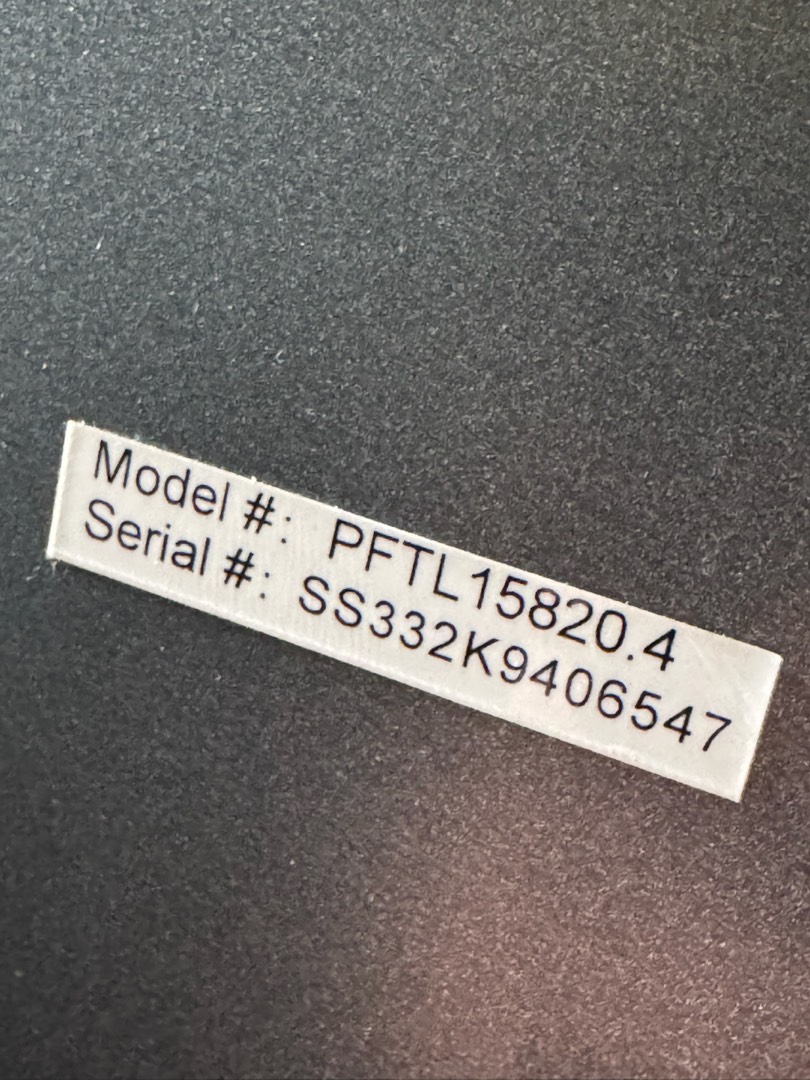 Model #: PFTL15820.4
Serial #: SS332K9406547